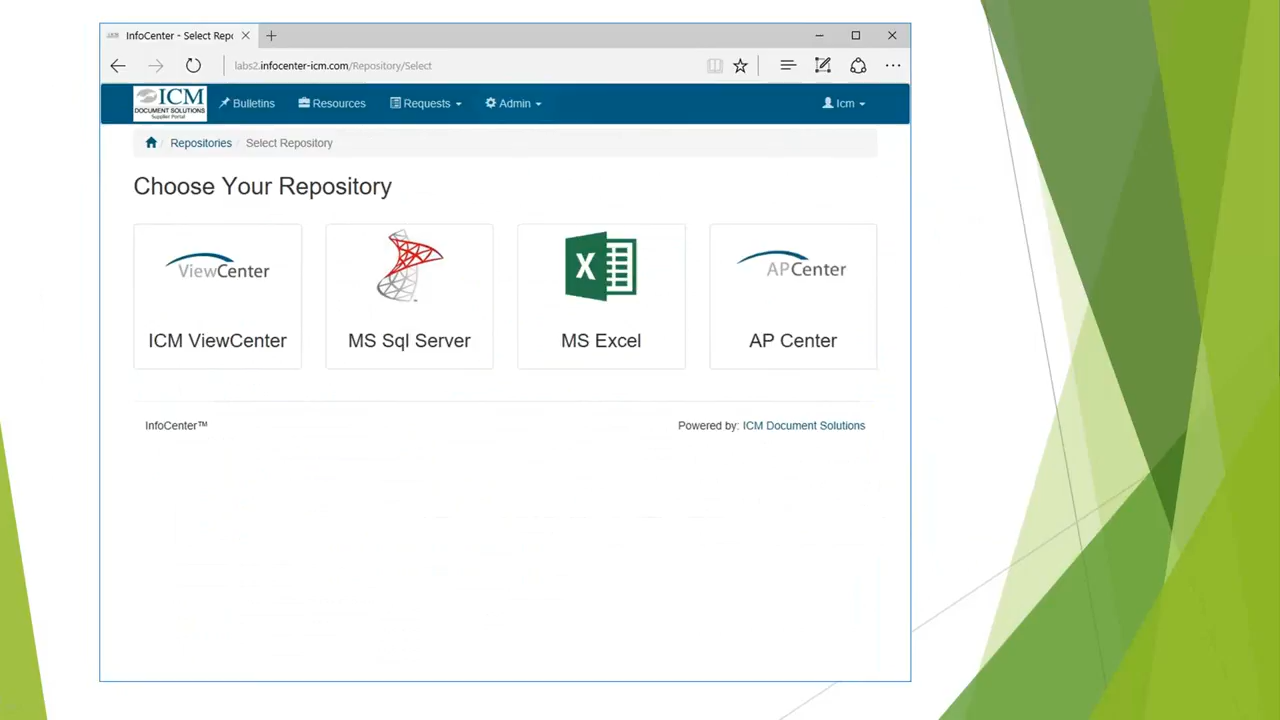 InfoCenter - Select Repo
labs2.infocenter-icm.com/Repository/Select
ICM
DOCUMENT SOLUTIONS
Supplier Portal
Bulletins
Resources
Requests
Admin
Icm
Repositories / Select Repository
Choose Your Repository
ViewCenter
X
APCenter
ICM ViewCenter
MS Sql Server
MS Excel
AP Center
InfoCenter™
Powered by: ICM Document Solutions